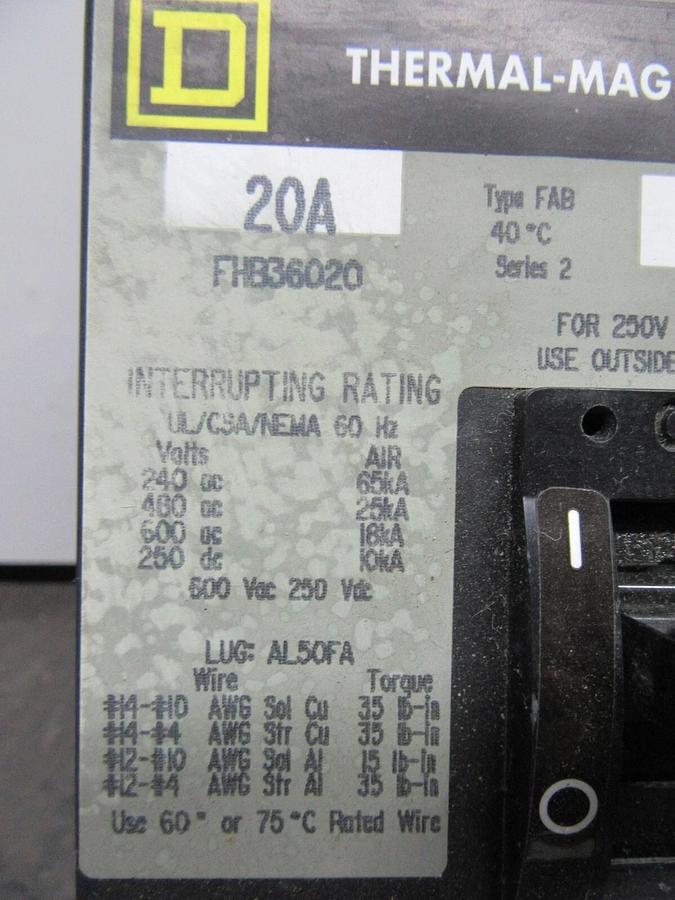 D
THERMAL-MAG
20A
FHB36020
Type FAB
40°C
Series 2
FOR 250V
USE OUTSIDE
INTERRUPTING RATING
UL/CSA/NEMA 60 Hz
Volts AIR
240 ac 65kA
480 ac 25kA
600 ac 18kA
250 dc 10kA
600 Vac 250 Vdc
LUG: AL50FA
Wire Torque
#14-#10 AWG Sol Cu 35 lb-in
#14-#4 AWG Str Cu 35 lb-in
#12-#10 AWG Sol Al 15 lb-in
#12-#4 AWG Str Al 35 lb-in
Use 60° or 75°C Rated Wire
I
O